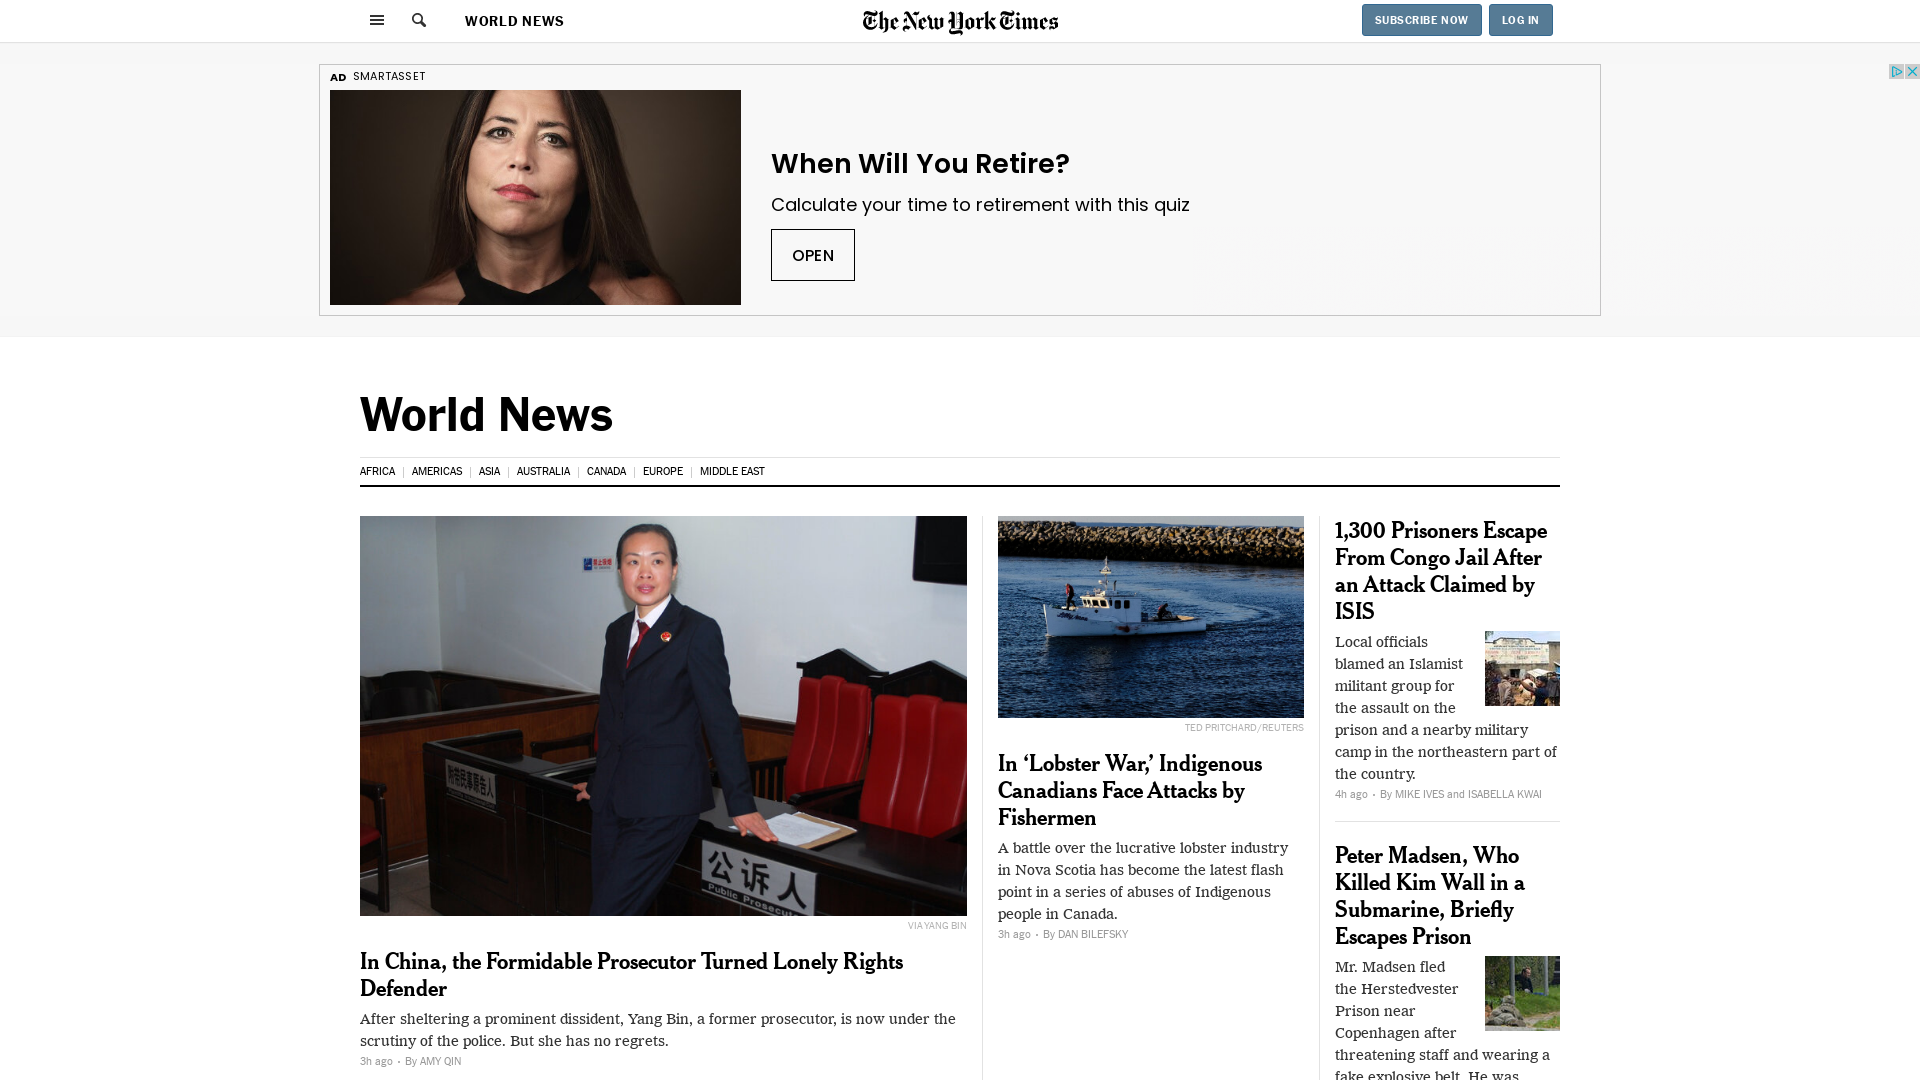 WORLD NEWS
The New York Times
SUBSCRIBE NOW
LOG IN
AD SMARTASSET
When Will You Retire?
Calculate your time to retirement with this quiz
OPEN
World News
AFRICA
AMERICAS
ASIA
AUSTRALIA
CANADA
EUROPE
MIDDLE EAST
附带民事原告人
公诉人
Public Prosecutor
VIA YANG BIN
In China, the Formidable Prosecutor Turned Lonely Rights
Defender
After sheltering a prominent dissident, Yang Bin, a former prosecutor, is now under the
scrutiny of the police. But she has no regrets.
3h ago • By AMY QIN
TED PRITCHARD/REUTERS
In ‘Lobster War,’ Indigenous
Canadians Face Attacks by
Fishermen
A battle over the lucrative lobster industry
in Nova Scotia has become the latest flash
point in a series of abuses of Indigenous
people in Canada.
3h ago • By DAN BILEFSKY
1,300 Prisoners Escape
From Congo Jail After
an Attack Claimed by
ISIS
Local officials
blamed an Islamist
militant group for
the assault on the
prison and a nearby military
camp in the northeastern part of
the country.
4h ago • By MIKE IVES and ISABELLA KWAI
Peter Madsen, Who
Killed Kim Wall in a
Submarine, Briefly
Escapes Prison
Mr. Madsen fled
the Herstedvester
Prison near
Copenhagen after
threatening staff and wearing a
fake explosive belt. He was